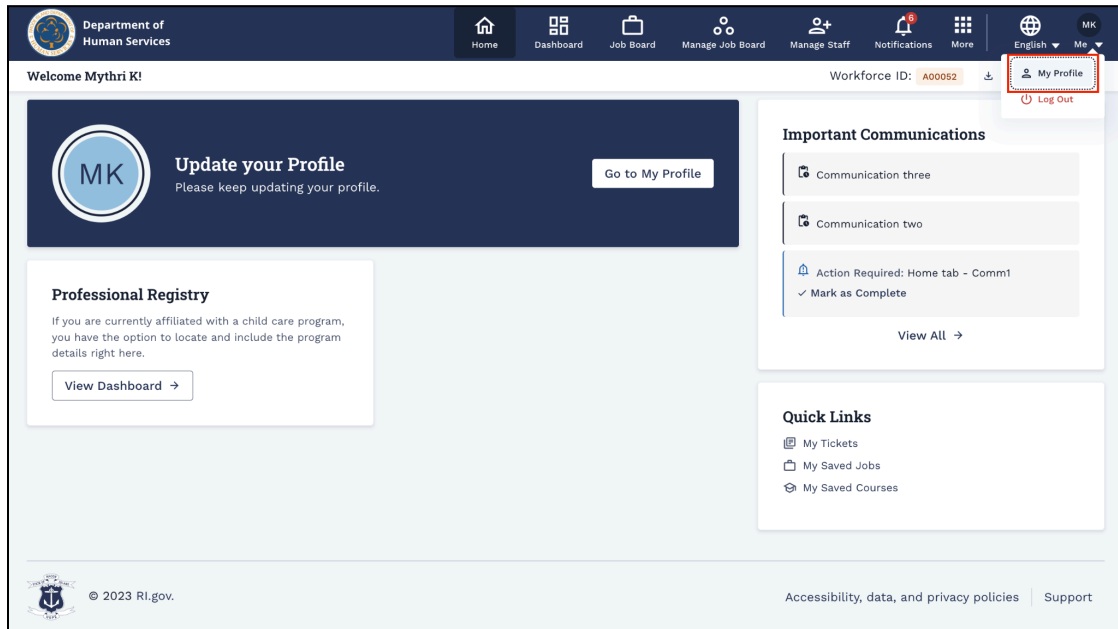 Department of
Human Services
Home
Dashboard
Job Board
Manage Job Board
Manage Staff
6
Notifications
More
English
MK
Me
Welcome Mythri K!
Workforce ID: A00052
My Profile
Log Out
MK
Update your Profile
Please keep updating your profile.
Go to My Profile
Important Communications
Communication three
Communication two
Action Required: Home tab - Comm1
Mark as Complete
View All →
Professional Registry
If you are currently affiliated with a child care program,
you have the option to locate and include the program
details right here.
View Dashboard →
Quick Links
My Tickets
My Saved Jobs
My Saved Courses
© 2023 RI.gov.
Accessibility, data, and privacy policies
Support